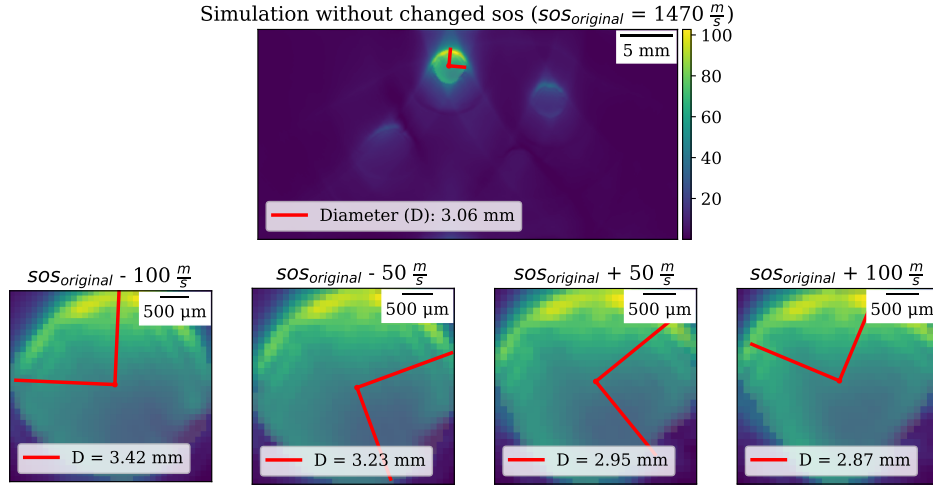 Simulation without changed sos (sos_original = 1470 m/s)
5 mm
100
80
60
40
20
Diameter (D): 3.06 mm
sos_original - 100 m/s
sos_original - 50 m/s
sos_original + 50 m/s
sos_original + 100 m/s
500 μm
500 μm
500 μm
500 μm
D = 3.42 mm
D = 3.23 mm
D = 2.95 mm
D = 2.87 mm